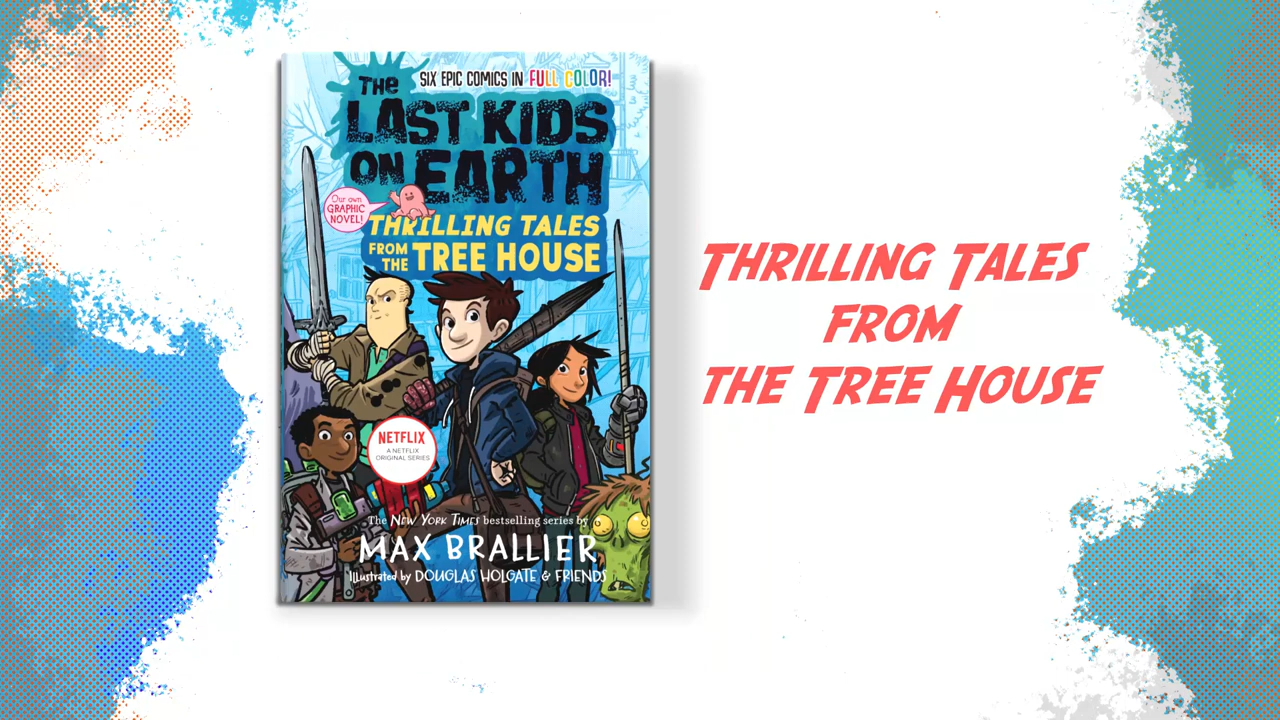 SIX EPIC COMICS IN FULL COLOR!
THE
LAST KIDS
ON EARTH
Our own
GRAPHIC
NOVEL!
THRILLING TALES
FROM
THE TREE HOUSE
NETFLIX
A NETFLIX
ORIGINAL SERIES
The NEW YORK TIMES bestselling series by
MAX BRALLIER
Illustrated by DOUGLAS HOLGATE & FRIENDS
THRILLING TALES
FROM
THE TREE HOUSE